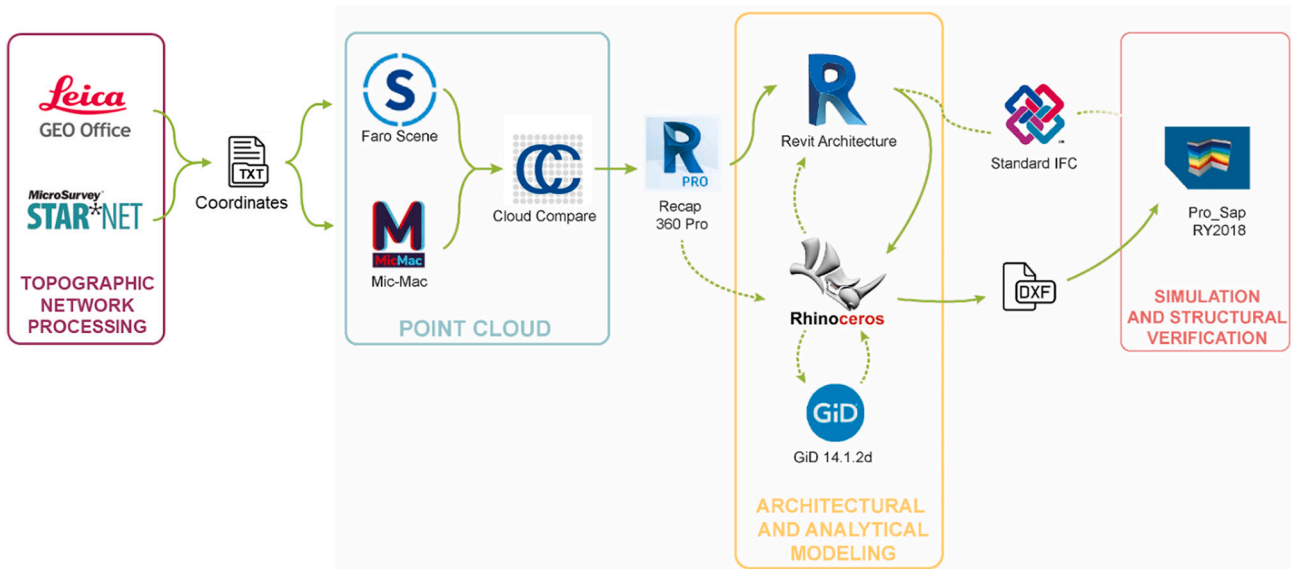 Leica
GEO Office
MicroSurvey®
STAR*NET
TOPOGRAPHIC
NETWORK
PROCESSING
TXT
Coordinates
S
Faro Scene
M
MicMac
Mic-Mac
CC
Cloud Compare
POINT CLOUD
R
PRO
Recap
360 Pro
R
Revit Architecture
Rhinoceros
GiD
GiD 14.1.2d
ARCHITECTURAL
AND ANALYTICAL
MODELING
TM
Standard IFC
DXF
Pro_Sap
RY2018
SIMULATION
AND STRUCTURAL
VERIFICATION